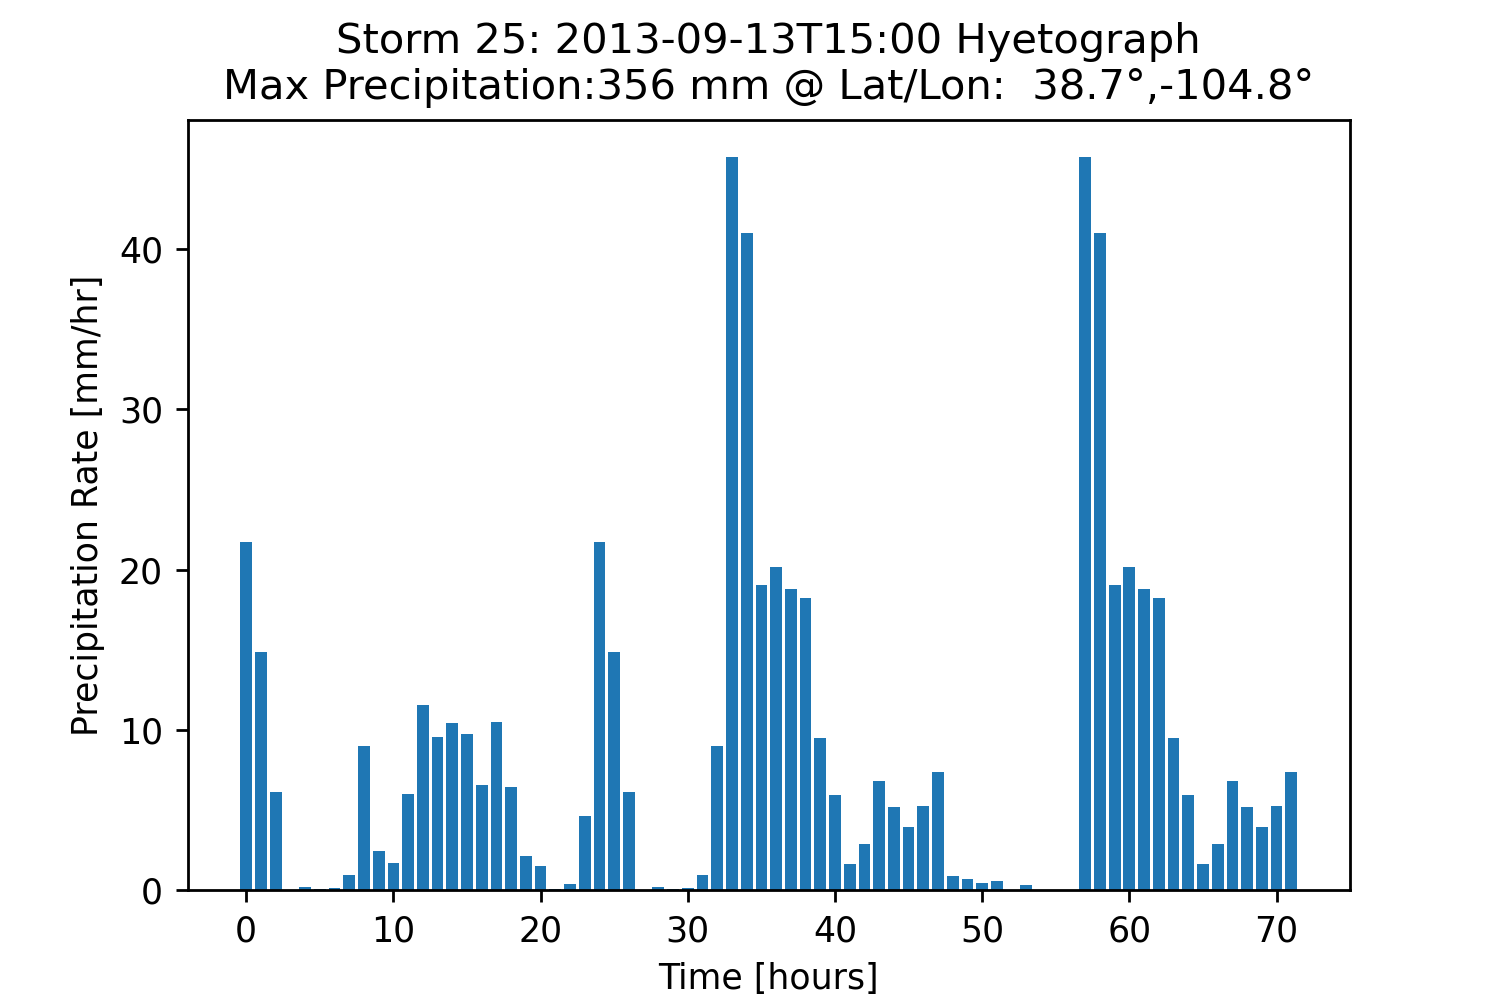 Storm 25: 2013-09-13T15:00 Hyetograph
Max Precipitation:356 mm @ Lat/Lon:  38.7°,-104.8°
Precipitation Rate [mm/hr]
40
30
20
10
0
0 10 20 30 40 50 60 70
Time [hours]